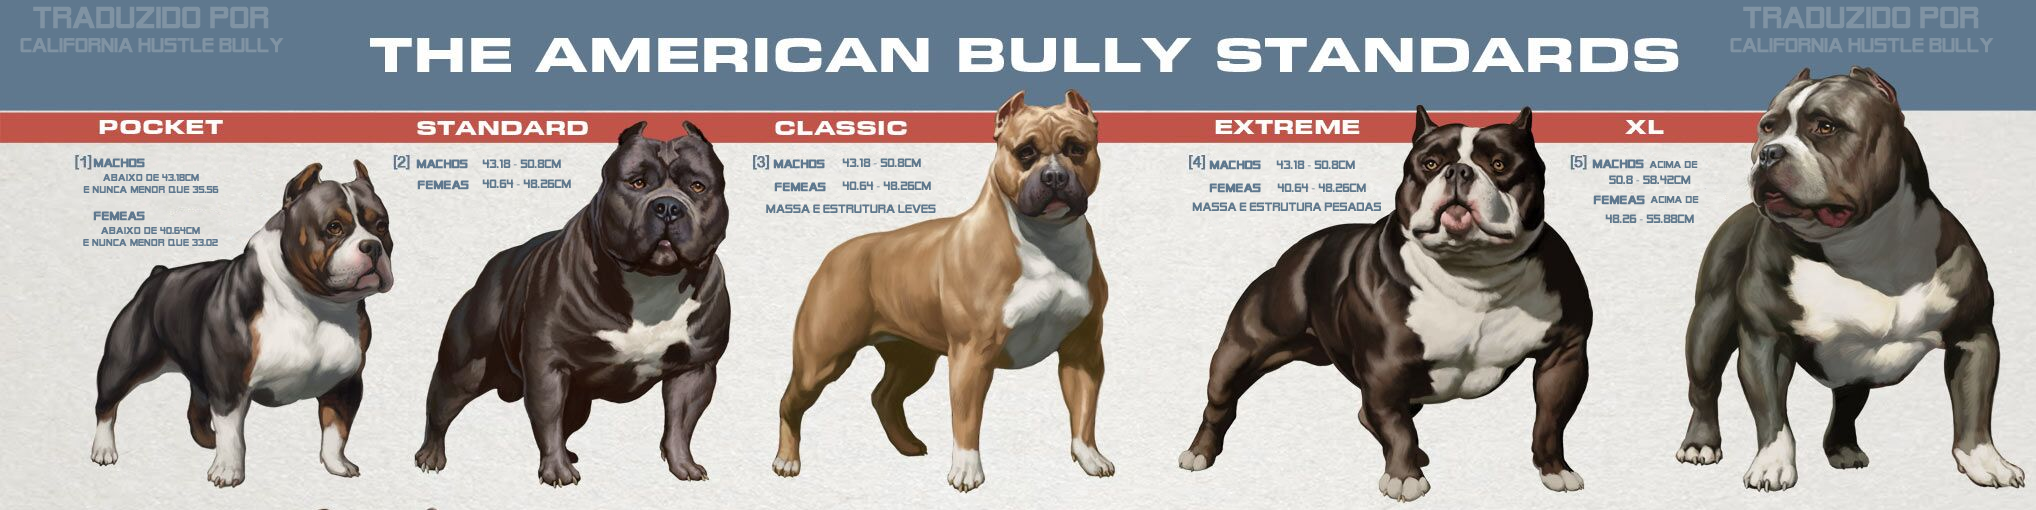 TRADUZIDO POR
CALIFORNIA HUSTLE BULLY
THE AMERICAN BULLY STANDARDS
TRADUZIDO POR
CALIFORNIA HUSTLE BULLY
POCKET
[1] MACHOS
ABAIXO DE 43.18CM
E NUNCA MENOR QUE 35.56
FEMEAS
ABAIXO DE 40.64CM
E NUNCA MENOR QUE 33.02
STANDARD
[2] MACHOS 43.18 - 50.8CM
FEMEAS 40.64 - 48.26CM
CLASSIC
[3] MACHOS 43.18 - 50.8CM
FEMEAS 40.64 - 48.26CM
MASSA E ESTRUTURA LEVES
EXTREME
[4] MACHOS 43.18 - 50.8CM
FEMEAS 40.64 - 48.26CM
MASSA E ESTRUTURA PESADAS
XL
[5] MACHOS ACIMA DE
50.8 - 58.42CM
FEMEAS ACIMA DE
48.26 - 55.88CM